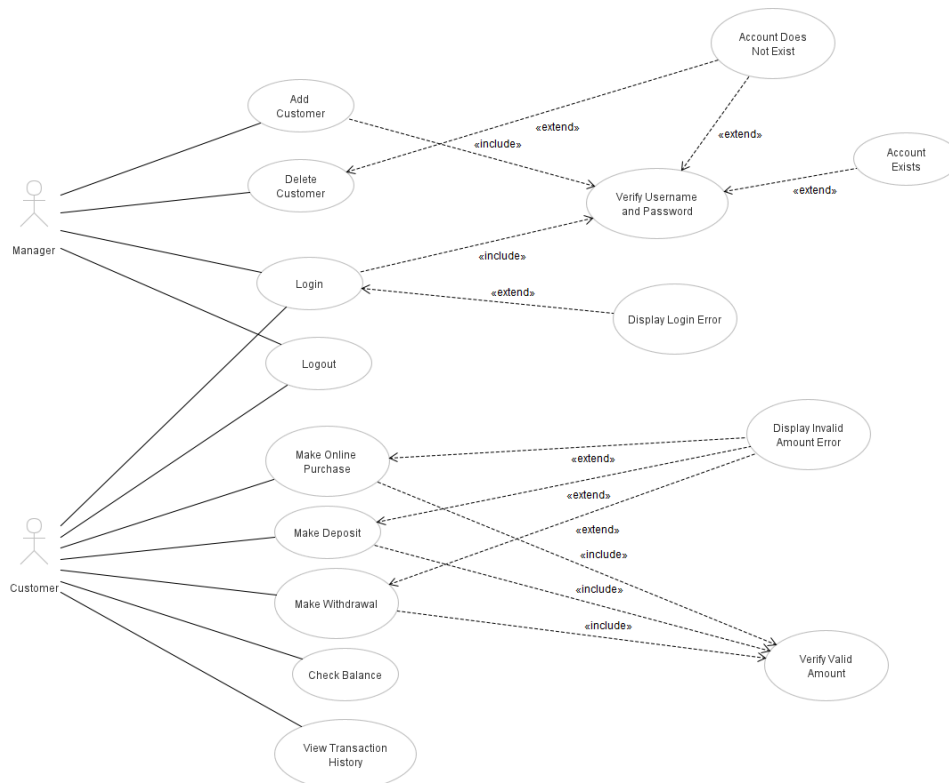 Account Does
Not Exist
Add
Customer
«extend»
«include»
«extend»
Account
Exists
«extend»
Delete
Customer
Verify Username
and Password
Manager
«include»
Login
«extend»
Display Login Error
Logout
Display Invalid
Amount Error
Make Online
Purchase
«extend»
«extend»
Make Deposit
«extend»
«include»
Customer
«include»
Make Withdrawal
«include»
Verify Valid
Amount
Check Balance
View Transaction
History